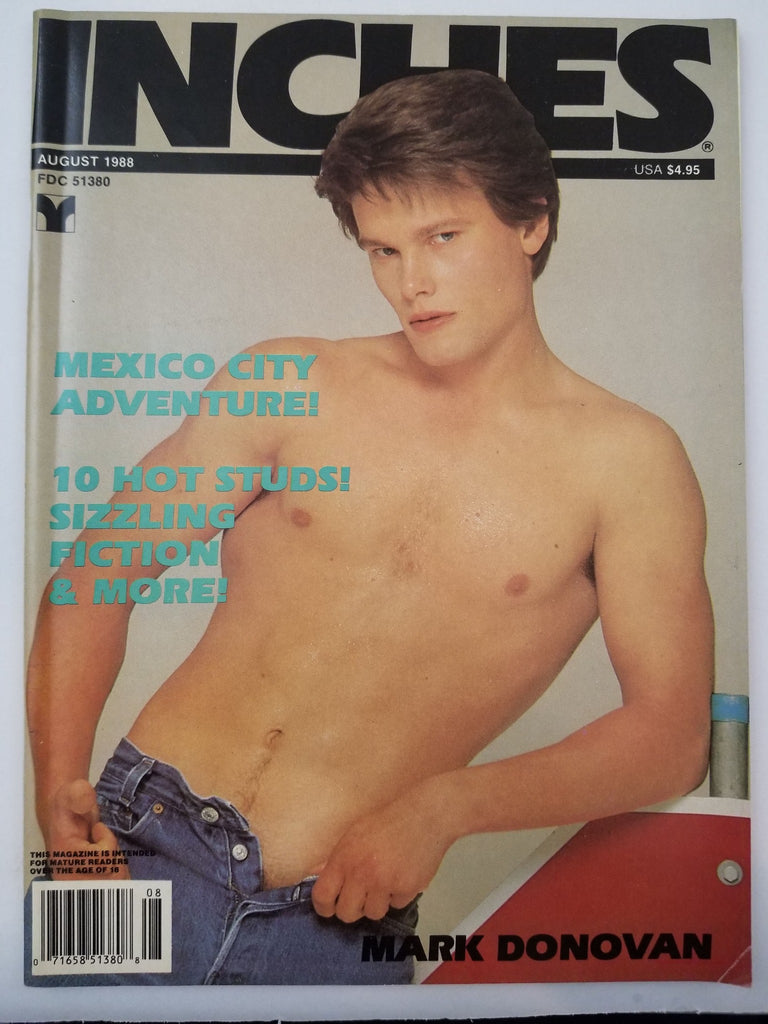 INCHES®
AUGUST 1988
USA $4.95
FDC 51380
MEXICO CITY
ADVENTURE!
10 HOT STUDS!
SIZZLING
FICTION
& MORE!
THIS MAGAZINE IS INTENDED
FOR MATURE READERS
OVER THE AGE OF 18
08
0 71658 51380 8
MARK DONOVAN